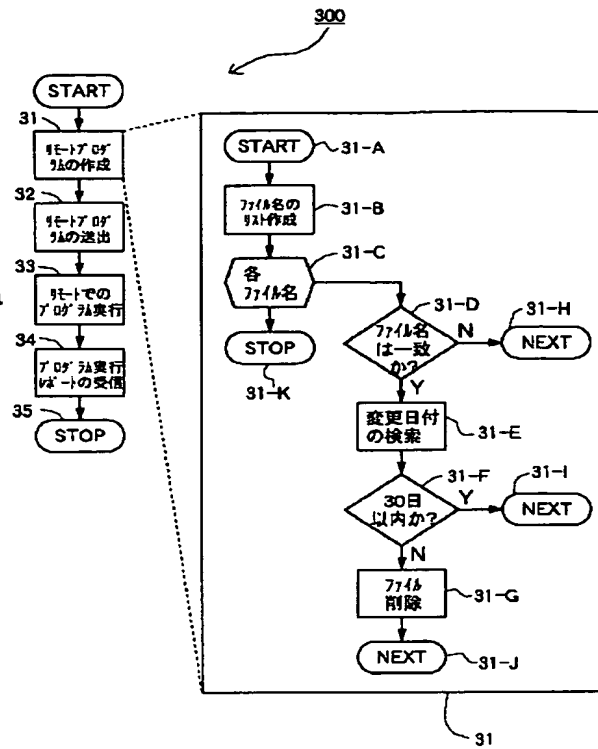 300
START
31
ﾘﾓｰﾄﾌﾟﾛｸﾞ
ﾗﾑの作成
32
ﾘﾓｰﾄﾌﾟﾛｸﾞ
ﾗﾑの送出
33
ﾘﾓｰﾄでの
ﾌﾟﾛｸﾞﾗﾑ実行
34
ﾌﾟﾛｸﾞﾗﾑ実行
ﾚﾎﾟｰﾄの受信
35
STOP
START
31-A
ﾌｧｲﾙ名の
ﾘｽﾄ作成
31-B
31-C
各
ﾌｧｲﾙ名
STOP
31-K
31-D
ﾌｧｲﾙ名
は一致
か?
N
Y
31-H
NEXT
変更日付
の検索
31-E
31-F
30日
以内か?
Y
N
31-I
NEXT
ﾌｧｲﾙ
削除
31-G
NEXT
31-J
31